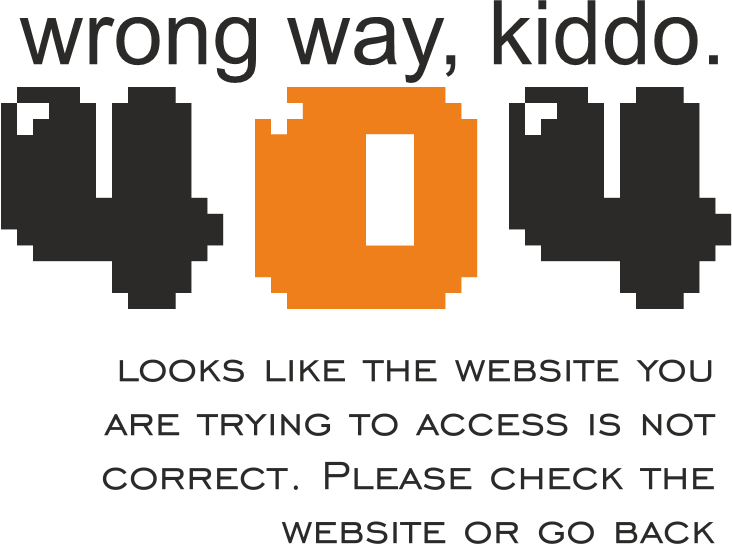 wrong way, kiddo.
404
LOOKS LIKE THE WEBSITE YOU
ARE TRYING TO ACCESS IS NOT
CORRECT. PLEASE CHECK THE
WEBSITE OR GO BACK